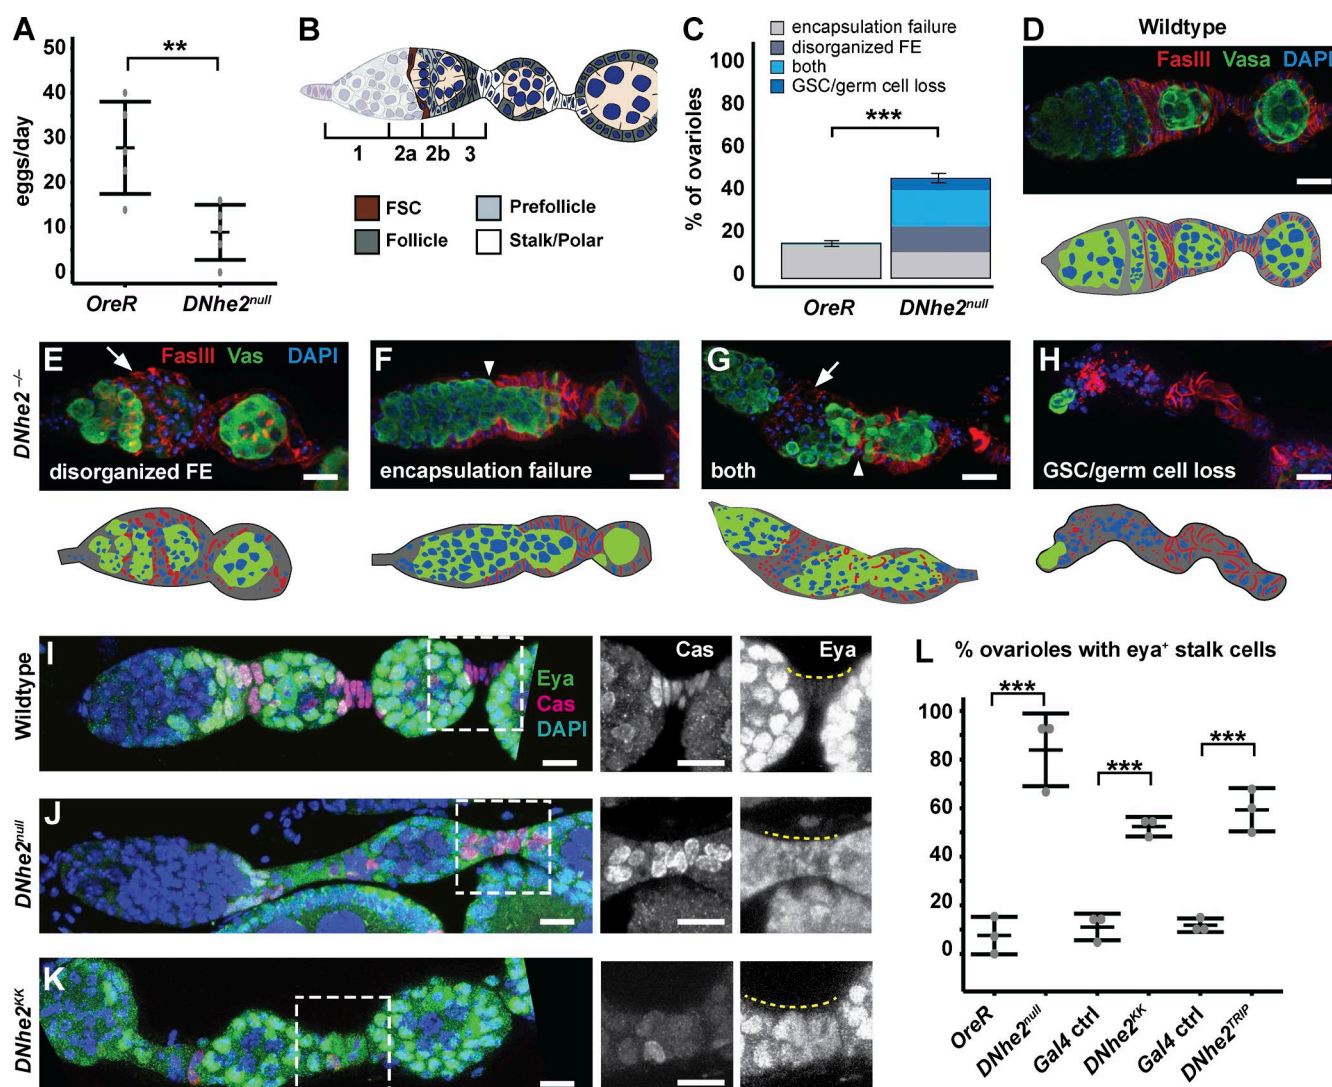 A
eggs/day
50
40
30
20
10
0
**
OreR
DNhe2null
B
1
2a
2b
3
FSC
Prefollicle
Follicle
Stalk/Polar
C
encapsulation failure
disorganized FE
both
GSC/germ cell loss
% of ovarioles
100
80
60
40
20
0
***
OreR
DNhe2null
D
Wildtype
FasIII Vasa DAPI
DNhe2 –/–
E
FasIII Vas DAPI
disorganized FE
F
encapsulation failure
G
both
H
GSC/germ cell loss
Wildtype
I
Eya
Cas
DAPI
Cas
Eya
DNhe2null
J
DNhe2KK
K
L
% ovarioles with eya+ stalk cells
100
80
60
40
20
10
0
***
***
***
OreR
DNhe2null
Gal4 ctrl
DNhe2KK
Gal4 ctrl
DNhe2TRIP